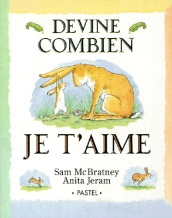 DEVINE
COMBIEN
JE T'AIME
Sam McBratney
Anita Jeram
• PASTEL •